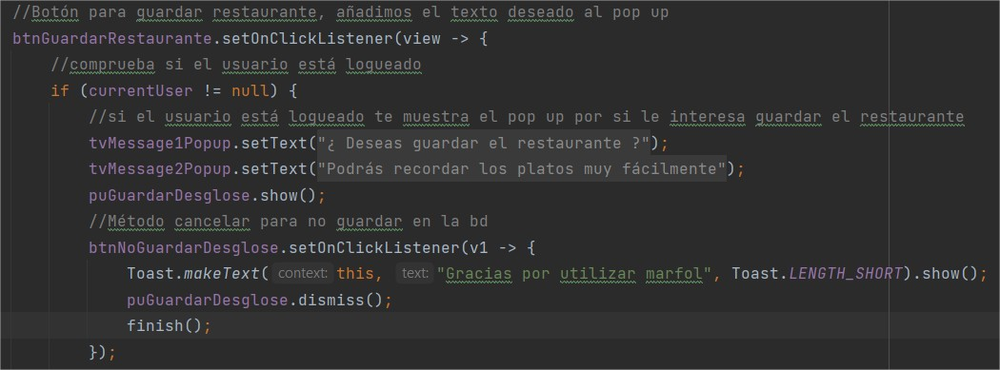 //Botón para guardar restaurante, añadimos el texto deseado al pop up
btnGuardarRestaurante.setOnClickListener(view -> {
//comprueba si el usuario está logueado
if (currentUser != null) {
//si el usuario está logueado te muestra el pop up por si le interesa guardar el restaurante
tvMessage1Popup.setText("¿ Deseas guardar el restaurante ?");
tvMessage2Popup.setText("Podrás recordar los platos muy fácilmente");
puGuardarDesglose.show();
//Método cancelar para no guardar en la bd
btnNoGuardarDesglose.setOnClickListener(v1 -> {
Toast.makeText( context: this, text: "Gracias por utilizar marfol", Toast.LENGTH_SHORT).show();
puGuardarDesglose.dismiss();
finish();
});